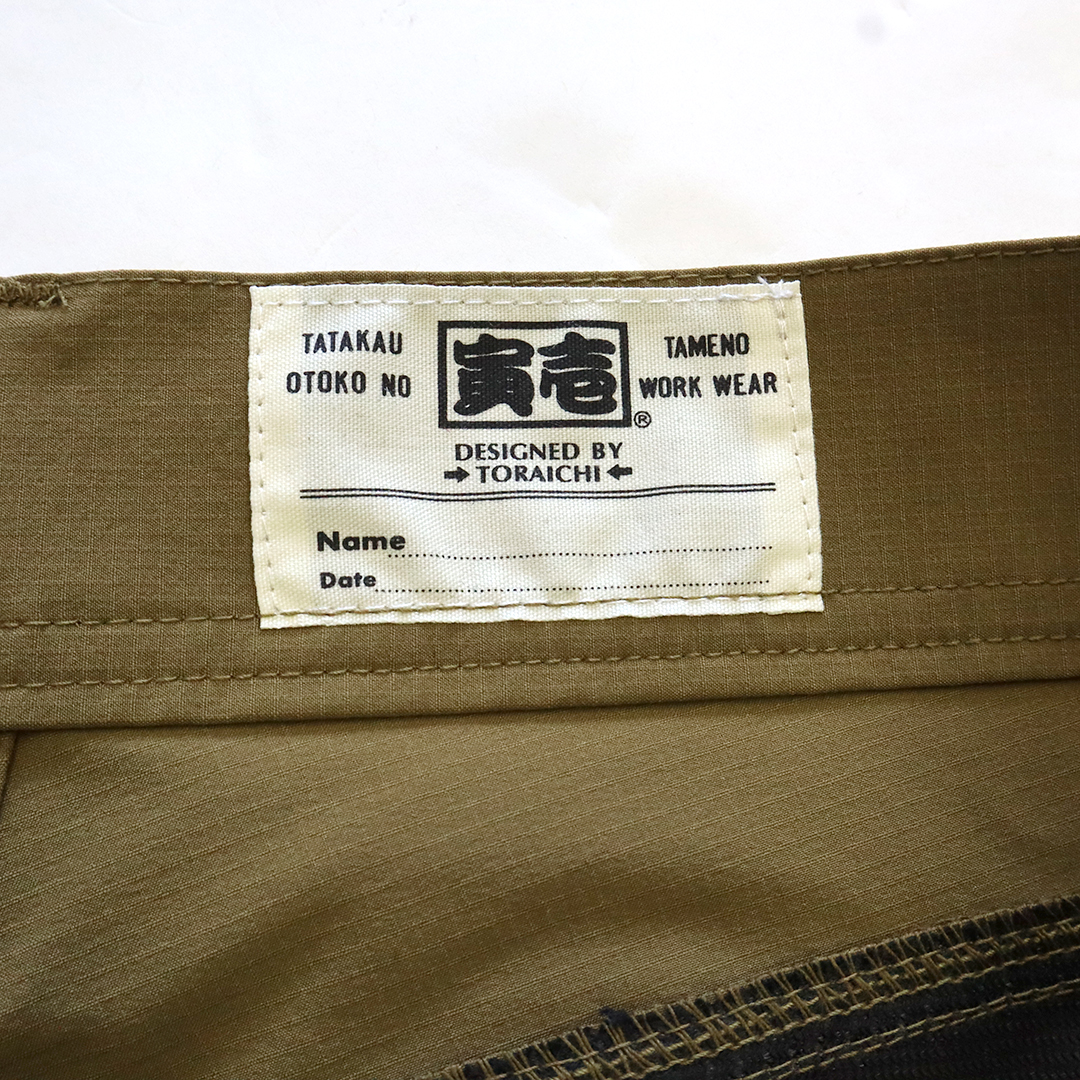 TATAKAU
OTOKO NO
寅壱
®
TAMENO
WORK WEAR
DESIGNED BY
→TORAICHI←
Name
Date